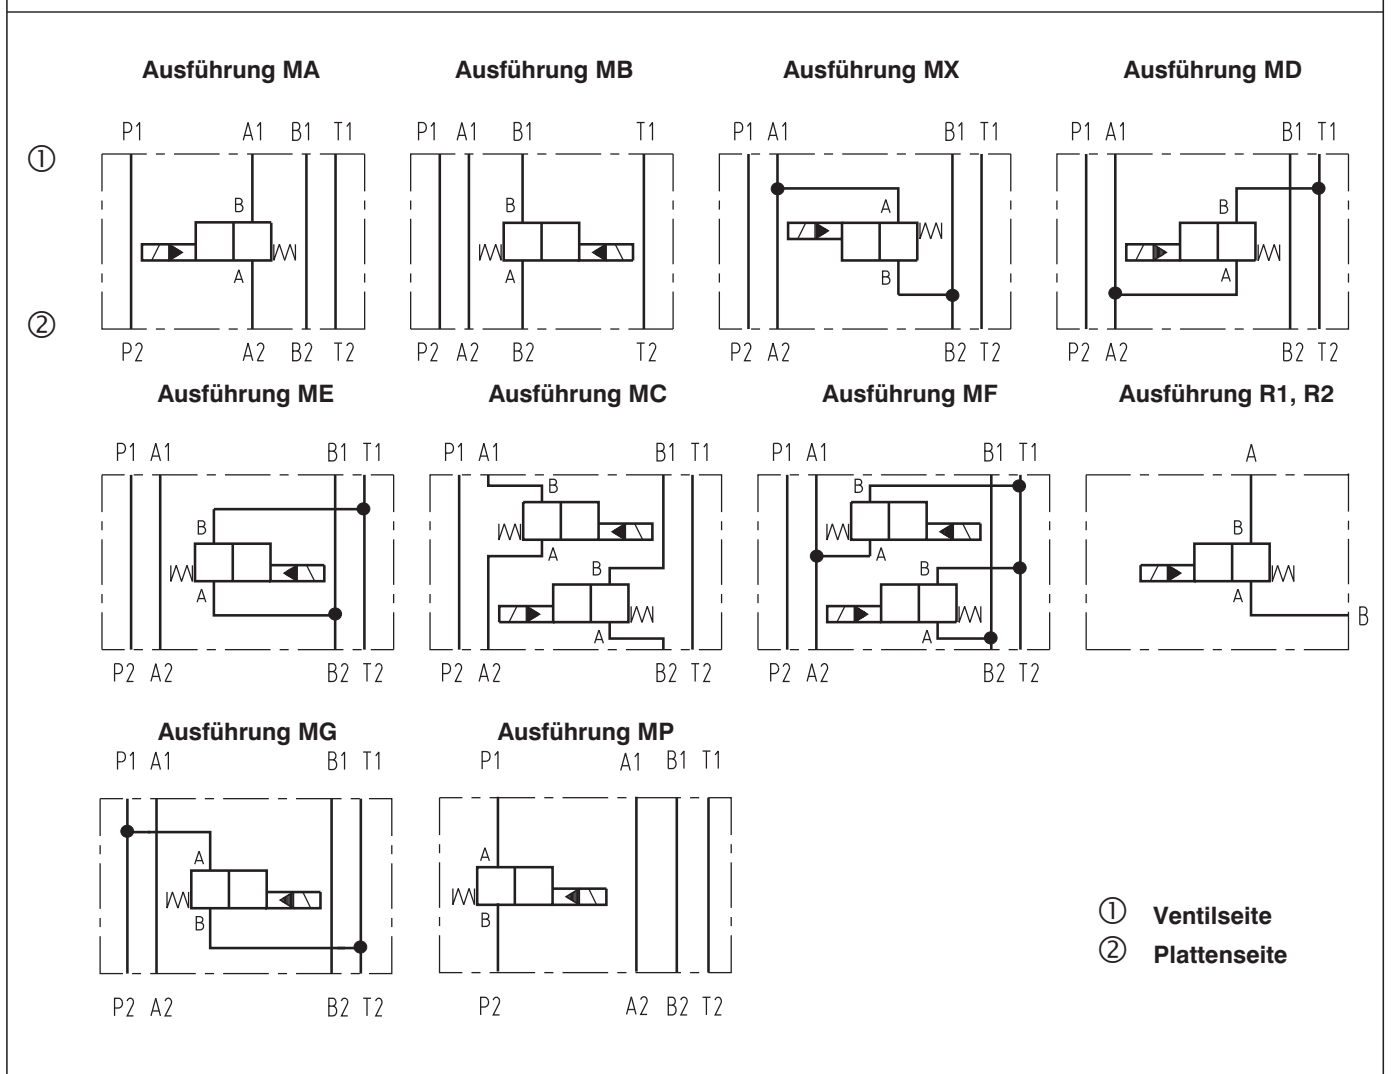 Ausführung MA Ausführung MB Ausführung MX Ausführung MD
P1 A1 B1 T1 P1 A1 B1 T1 P1 A1 B1 T1 P1 A1 B1 T1
①
B B A B
A A B A
②
P2 A2 B2 T2 P2 A2 B2 T2 P2 A2 B2 T2 P2 A2 B2 T2
Ausführung ME Ausführung MC Ausführung MF Ausführung R1, R2
P1 A1 B1 T1 P1 A1 B1 T1 P1 A1 B1 T1 A
B B
B B
A A
B B
A A
A A B
P2 A2 B2 T2 P2 A2 B2 T2 P2 A2 B2 T2
Ausführung MG Ausführung MP
P1 A1 B1 T1 P1 A1 B1 T1
A A
B B
① Ventilseite
② Plattenseite
P2 A2 B2 T2 P2 A2 B2 T2